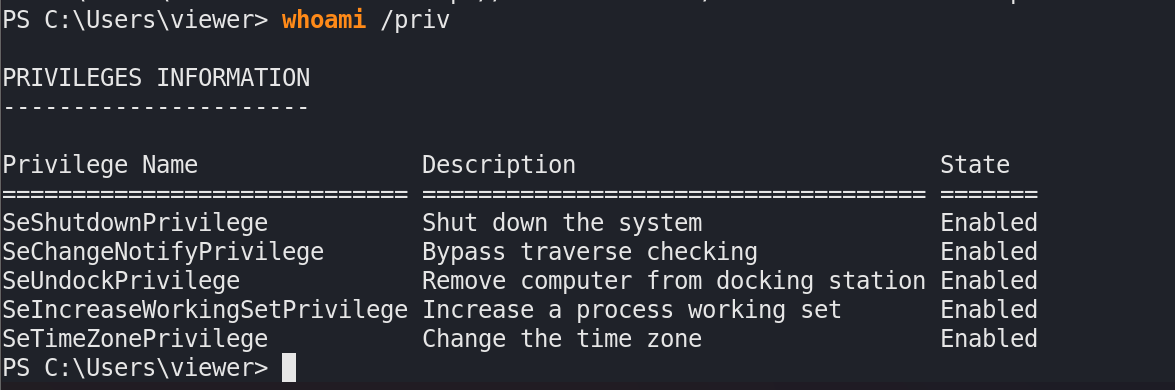 PS C:\Users\viewer> whoami /priv
PRIVILEGES INFORMATION
----------------------
Privilege Name                Description                          State
============================= ==================================== =======
SeShutdownPrivilege           Shut down the system                 Enabled
SeChangeNotifyPrivilege       Bypass traverse checking             Enabled
SeUndockPrivilege             Remove computer from docking station Enabled
SeIncreaseWorkingSetPrivilege Increase a process working set       Enabled
SeTimeZonePrivilege           Change the time zone                 Enabled
PS C:\Users\viewer>